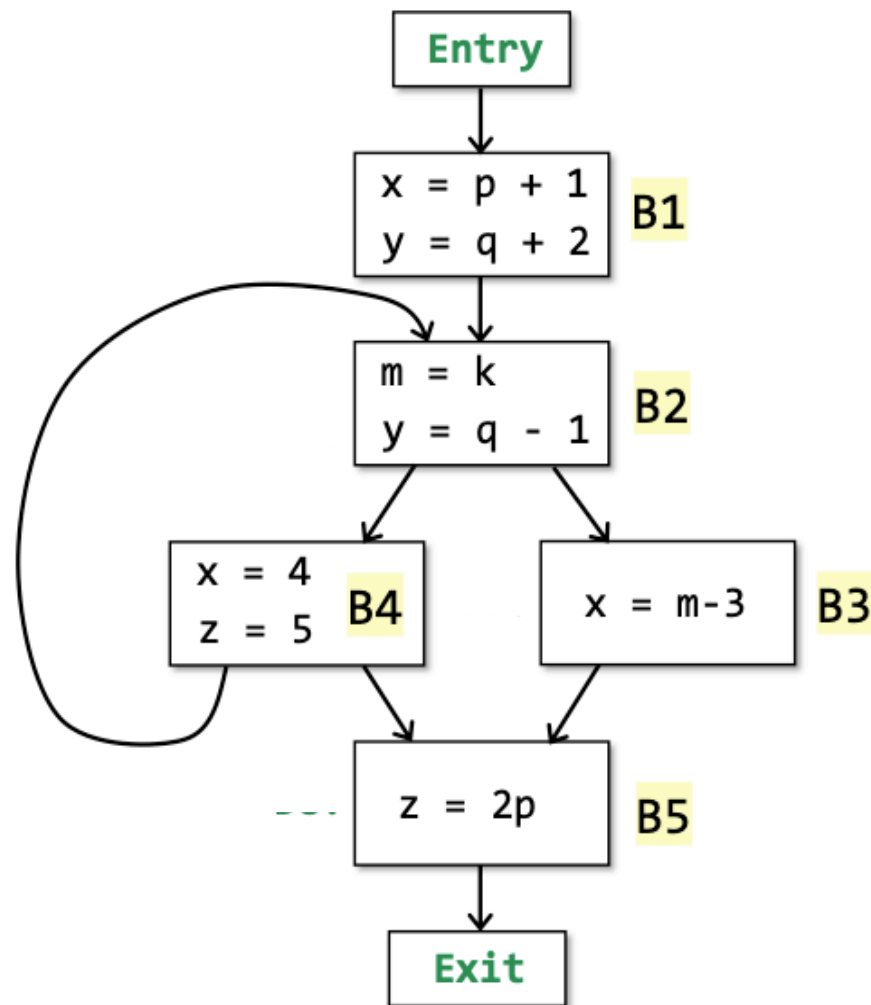 Entry
x = p + 1
y = q + 2
B1
m = k
y = q - 1
B2
x = 4
z = 5
B4
x = m-3
B3
z = 2p
B5
Exit